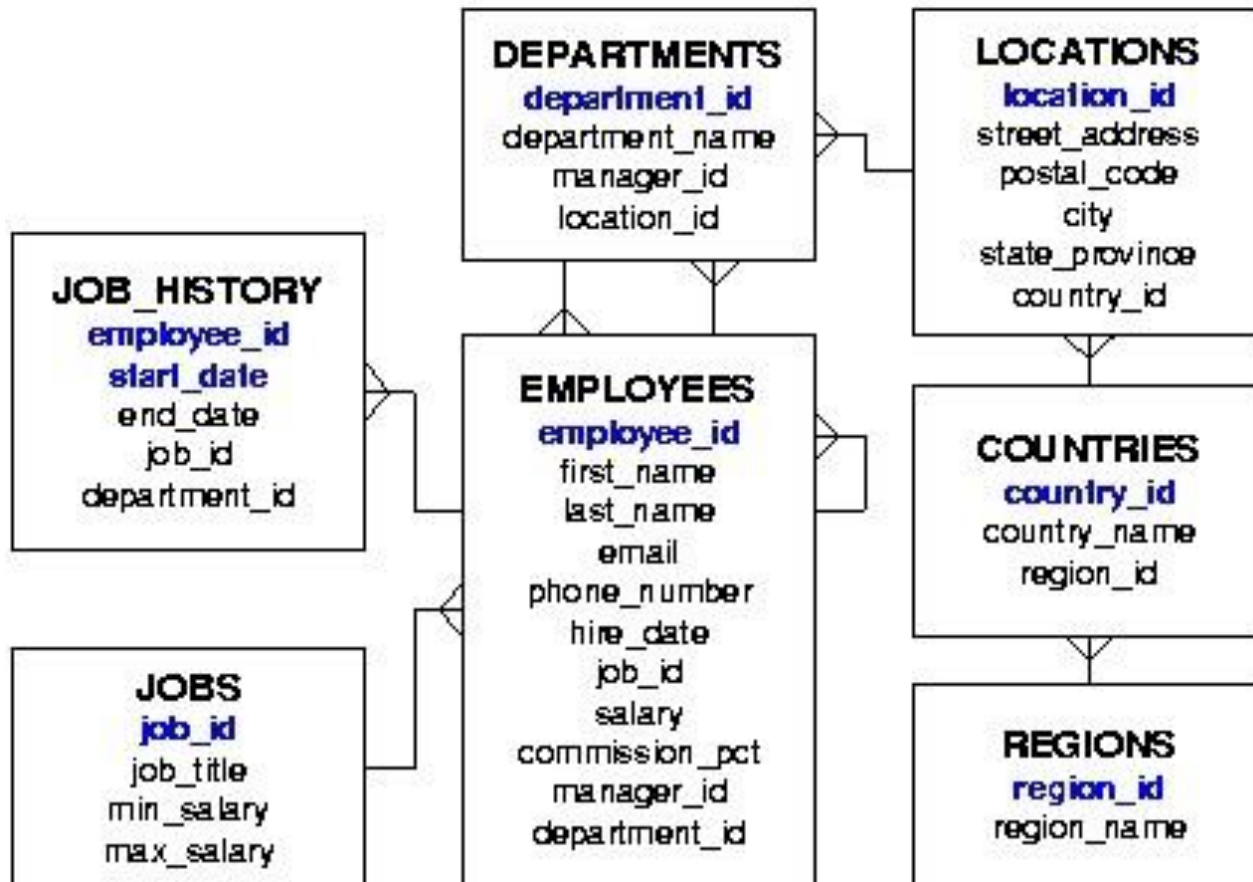 DEPARTMENTS
department_id
department_name
manager_id
location_id
LOCATIONS
location_id
street_address
postal_code
city
state_province
country_id
JOB_HISTORY
employee_id
start_date
end_date
job_id
department_id
EMPLOYEES
employee_id
first_name
last_name
email
phone_number
hire_date
job_id
salary
commission_pct
manager_id
department_id
COUNTRIES
country_id
country_name
region_id
JOBS
job_id
job_title
min_salary
max_salary
REGIONS
region_id
region_name